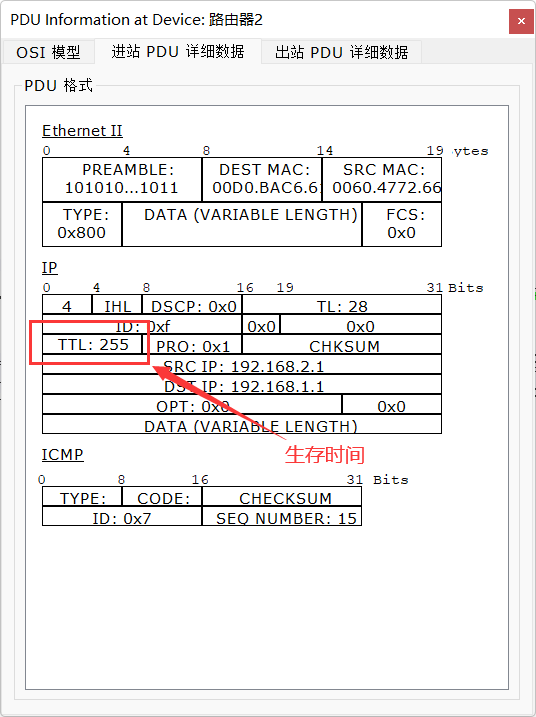 PDU Information at Device: 路由器2
OSI 模型 进站 PDU 详细数据 出站 PDU 详细数据
PDU 格式
Ethernet II
0 4 8 14 19 ytes
PREAMBLE: DEST MAC: SRC MAC:
101010...1011 00D0.BAC6.6 0060.4772.66
TYPE: DATA (VARIABLE LENGTH) FCS:
0x800 0x0
IP
0 4 8 16 19 31 Bits
4 IHL DSCP: 0x0 TL: 28
ID: 0xf 0x0 0x0
TTL: 255 PRO: 0x1 CHKSUM
SRC IP: 192.168.2.1
DST IP: 192.168.1.1
OPT: 0x0 0x0
DATA (VARIABLE LENGTH)
生存时间
ICMP
0 8 16 31 Bits
TYPE: CODE: CHECKSUM
ID: 0x7 SEQ NUMBER: 15